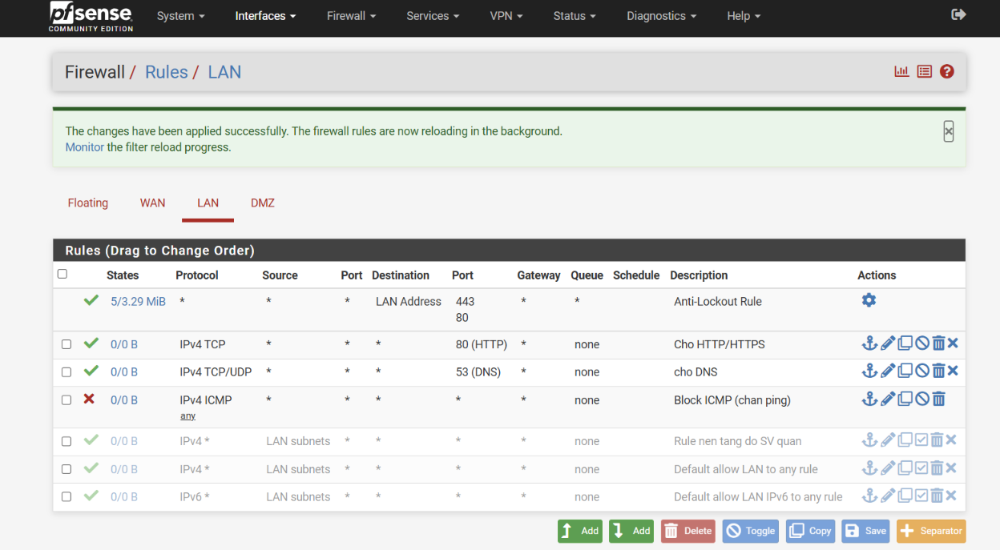 pfsense
COMMUNITY EDITION
System Interfaces Firewall Services VPN Status Diagnostics Help
Firewall / Rules / LAN
The changes have been applied successfully. The firewall rules are now reloading in the background.
Monitor the filter reload progress.
Floating WAN LAN DMZ
Rules (Drag to Change Order)
States Protocol Source Port Destination Port Gateway Queue Schedule Description Actions
5/3.29 MiB * * * LAN Address 443 * * Anti-Lockout Rule
80
0/0 B IPv4 TCP * * * 80 (HTTP) * none Cho HTTP/HTTPS
0/0 B IPv4 TCP/UDP * * * 53 (DNS) * none cho DNS
0/0 B IPv4 ICMP * * * * * none Block ICMP (chan ping)
any
0/0 B IPv4 * LAN subnets * * * * none Rule nen tang do SV quan
0/0 B IPv4 * LAN subnets * * * * none Default allow LAN to any rule
0/0 B IPv6 * LAN subnets * * * * none Default allow LAN IPv6 to any rule
Add Add Delete Toggle Copy Save Separator